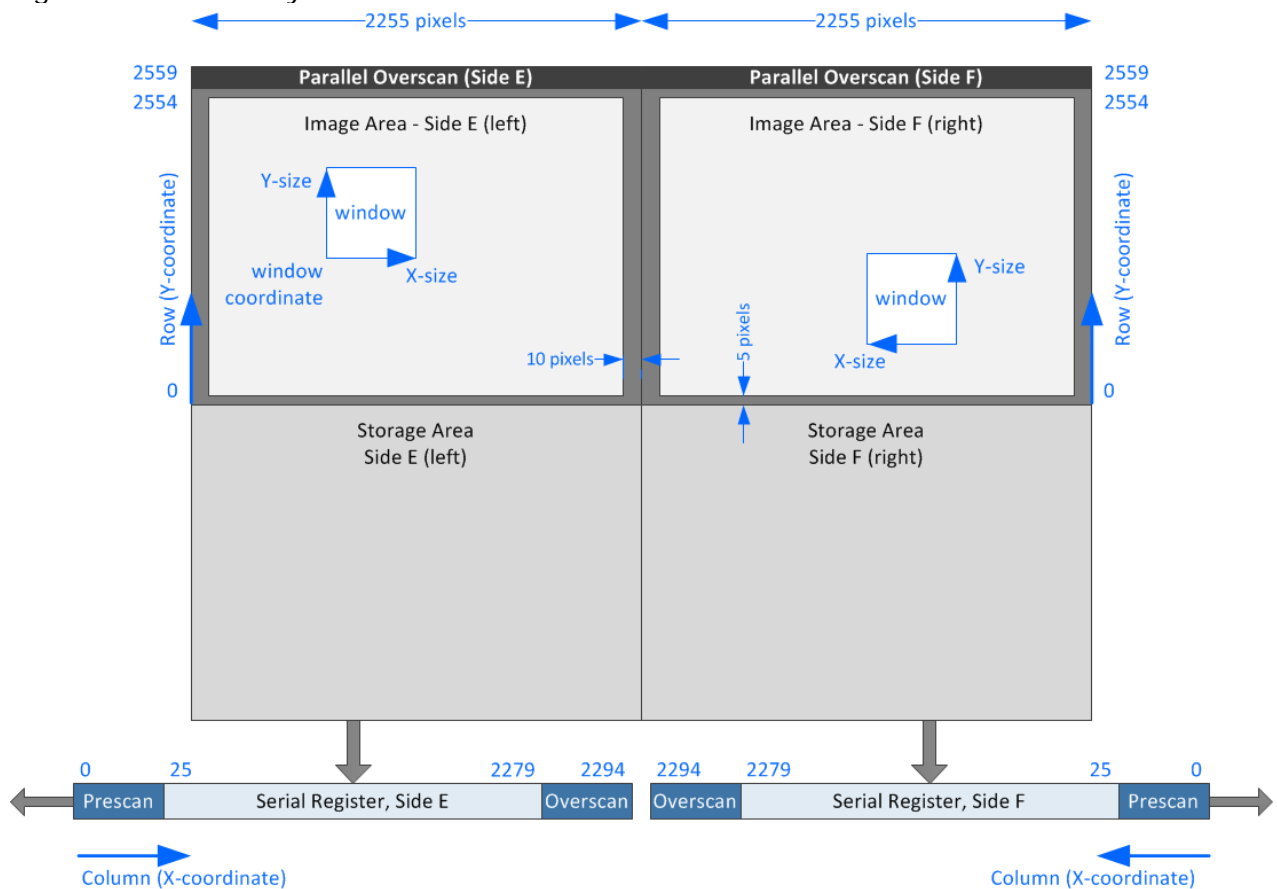 2255 pixels 2255 pixels
2559 Parallel Overscan (Side E) Parallel Overscan (Side F) 2559
2554 2554
Image Area - Side E (left) Image Area - Side F (right)
Y-size
window
window
coordinate
X-size
Y-size
window
X-size
Row (Y-coordinate)
Row (Y-coordinate)
10 pixels
5 pixels
0 0
Storage Area
Side E (left)
Storage Area
Side F (right)
0 25 2279 2294 2294 2279 25 0
Prescan Serial Register, Side E Overscan Overscan Serial Register, Side F Prescan
Column (X-coordinate) Column (X-coordinate)